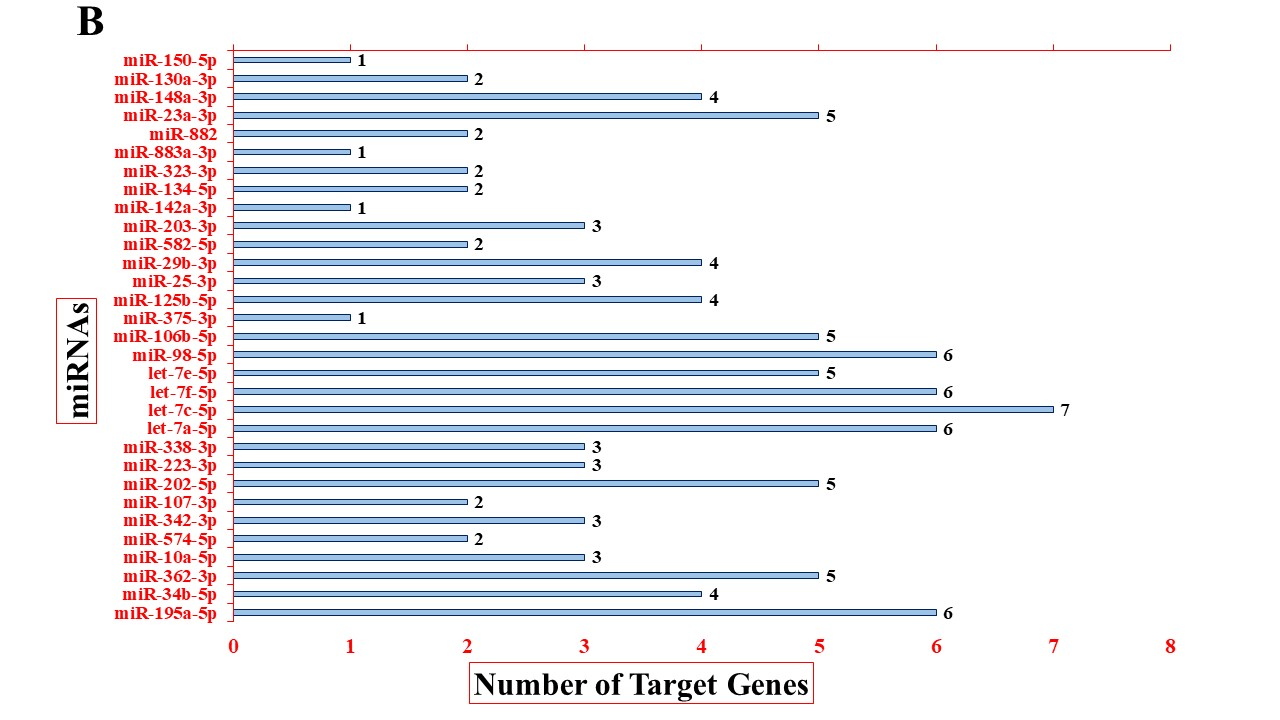 B
miR-150-5p 1
miR-130a-3p 2
miR-148a-3p 4
miR-23a-3p 5
miR-882 2
miR-883a-3p 1
miR-323-3p 2
miR-134-5p 2
miR-142a-3p 1
miR-203-3p 3
miR-582-5p 2
miR-29b-3p 4
miR-25-3p 3
miR-125b-5p 4
miR-375-3p 1
miR-106b-5p 5
miR-98-5p 6
let-7e-5p 5
let-7f-5p 6
let-7c-5p 7
let-7a-5p 6
miR-338-3p 3
miR-223-3p 3
miR-202-5p 5
miR-107-3p 2
miR-342-3p 3
miR-574-5p 2
miR-10a-5p 3
miR-362-3p 5
miR-34b-5p 4
miR-195a-5p 6
miRNAs
0 1 2 3 4 5 6 7 8
Number of Target Genes